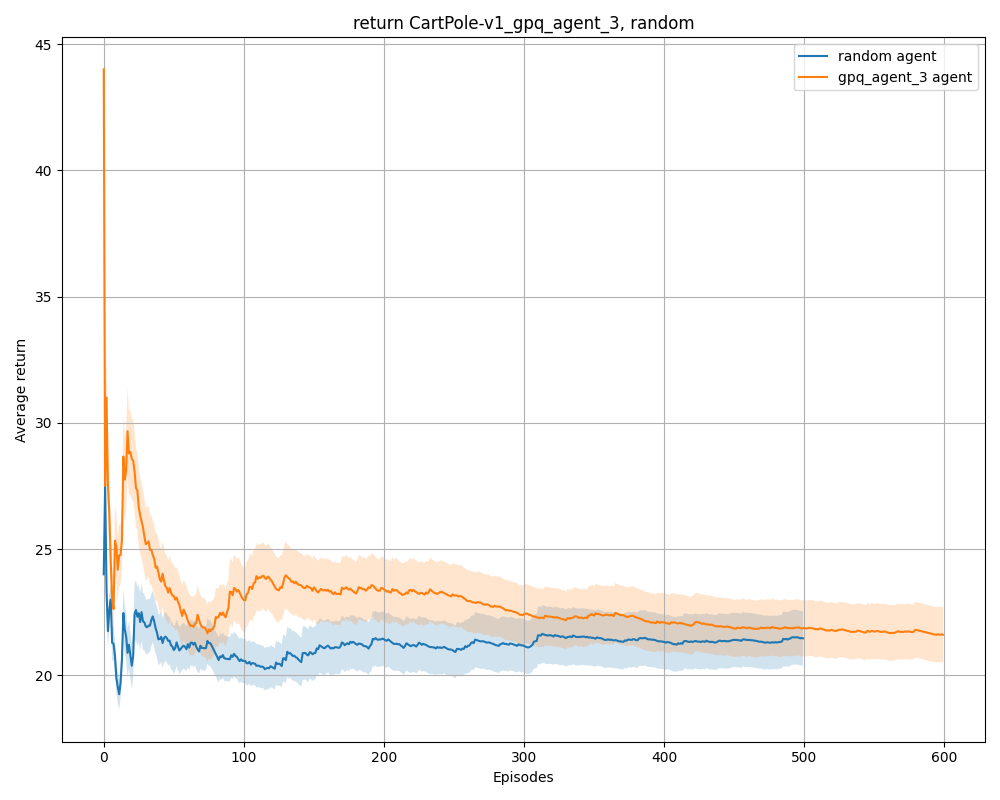 return CartPole-v1_gpq_agent_3, random
random agent
gpq_agent_3 agent
Average return
45
40
35
30
25
20
0
100
200
300
400
500
600
Episodes